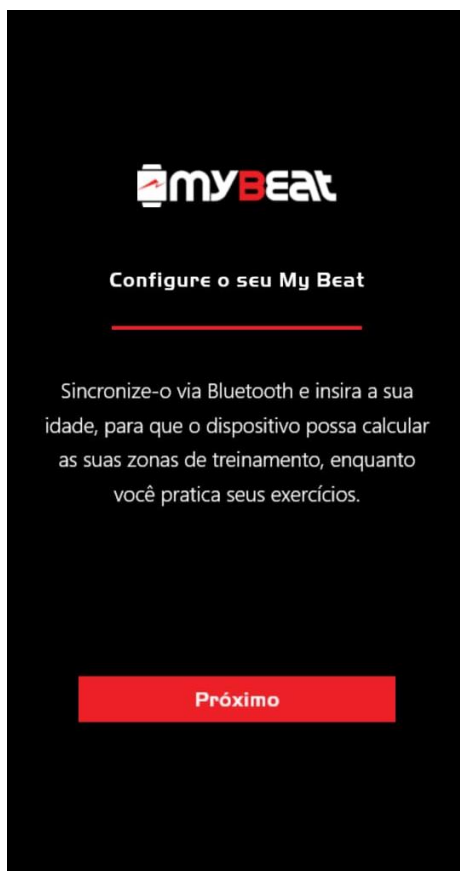 myBeat
Configure o seu My Beat
Sincronize-o via Bluetooth e insira a sua
idade, para que o dispositivo possa calcular
as suas zonas de treinamento, enquanto
você pratica seus exercícios.
Próximo